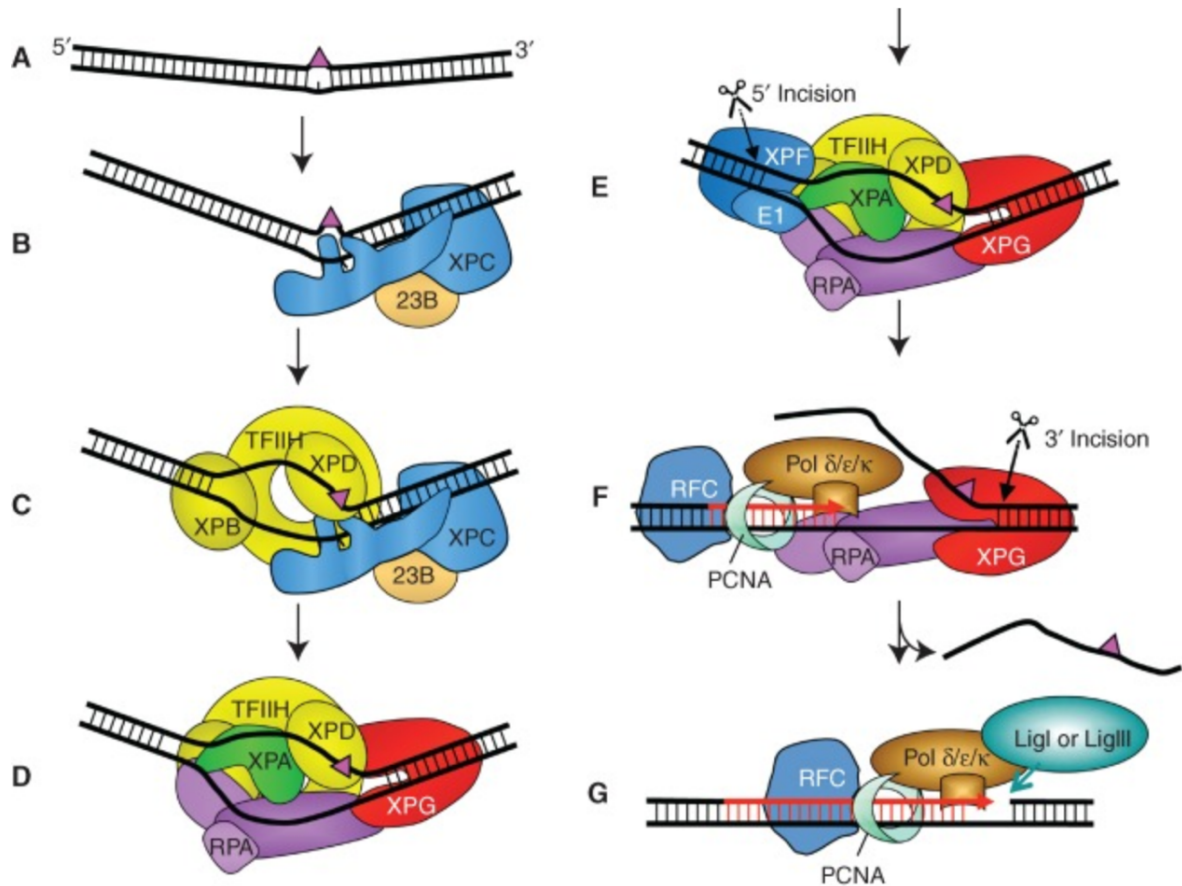 A
5′
3′
B
XPC
23B
C
TFIIH
XPD
XPB
XPC
23B
D
TFIIH
XPD
XPA
XPG
RPA
E
5′ Incision
XPF
TFIIH
XPD
XPA
E1
XPG
RPA
F
3′ Incision
Pol δ/ε/κ
RFC
RPA
XPG
PCNA
G
LigI or LigIII
Pol δ/ε/κ
RFC
PCNA